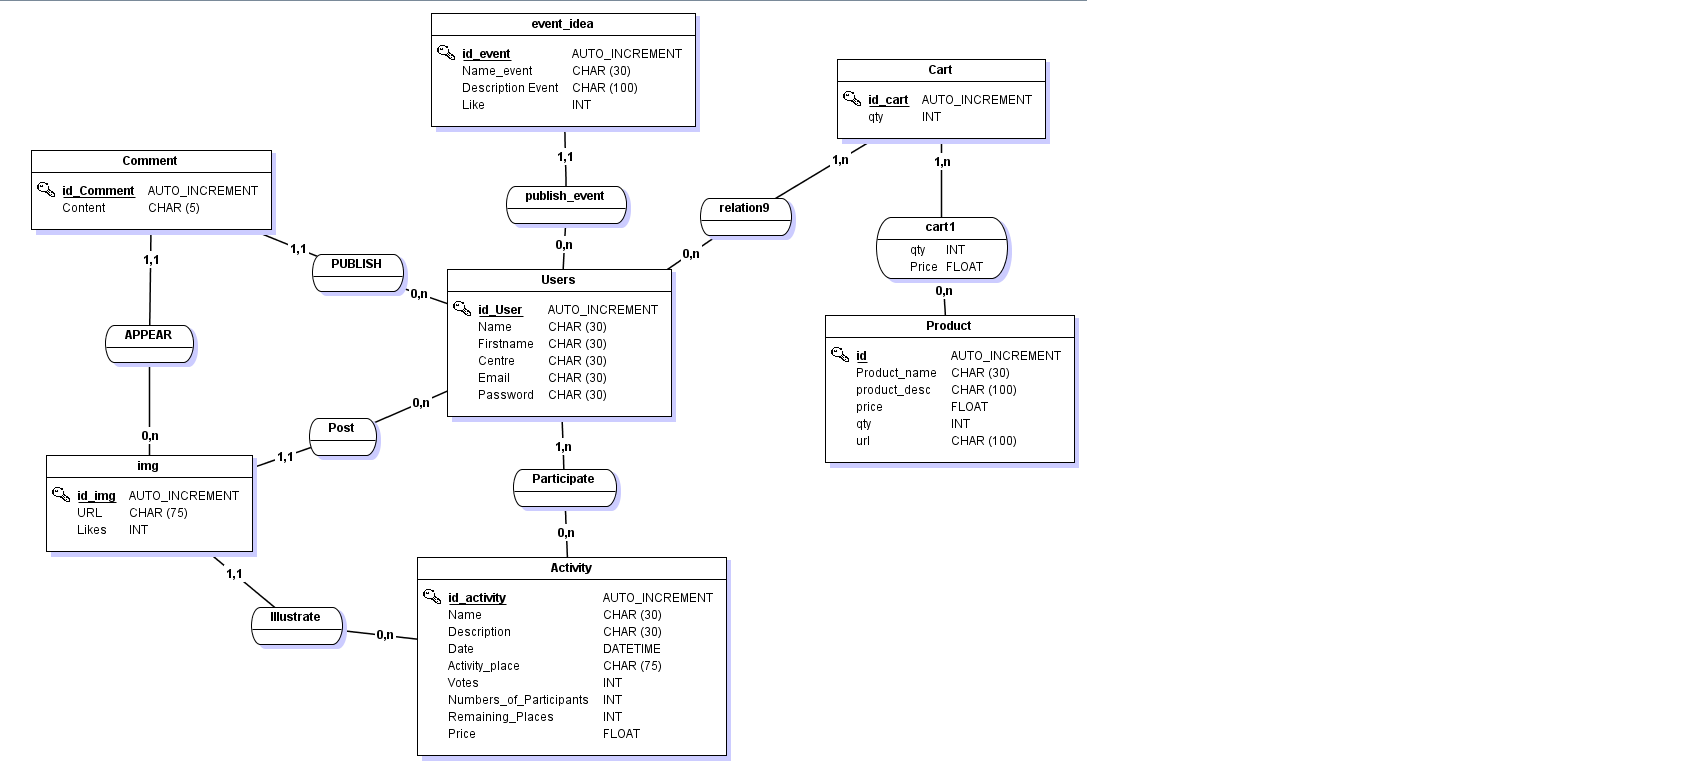 event_idea
id_event AUTO_INCREMENT
Name_event CHAR (30)
Description Event CHAR (100)
Like INT
Cart
id_cart AUTO_INCREMENT
qty INT
Comment
id_Comment AUTO_INCREMENT
Content CHAR (5)
1,1
publish_event
0,n
1,n
relation9
0,n
1,n
cart1
qty INT
Price FLOAT
0,n
1,1
PUBLISH
0,n
1,1
APPEAR
0,n
Users
id_User AUTO_INCREMENT
Name CHAR (30)
Firstname CHAR (30)
Centre CHAR (30)
Email CHAR (30)
Password CHAR (30)
Product
id AUTO_INCREMENT
Product_name CHAR (30)
product_desc CHAR (100)
price FLOAT
qty INT
url CHAR (100)
0,n
Post
1,1
img
id_img AUTO_INCREMENT
URL CHAR (75)
Likes INT
1,n
Participate
0,n
1,1
Illustrate
0,n
Activity
id_activity AUTO_INCREMENT
Name CHAR (30)
Description CHAR (30)
Date DATETIME
Activity_place CHAR (75)
Votes INT
Numbers_of_Participants INT
Remaining_Places INT
Price FLOAT